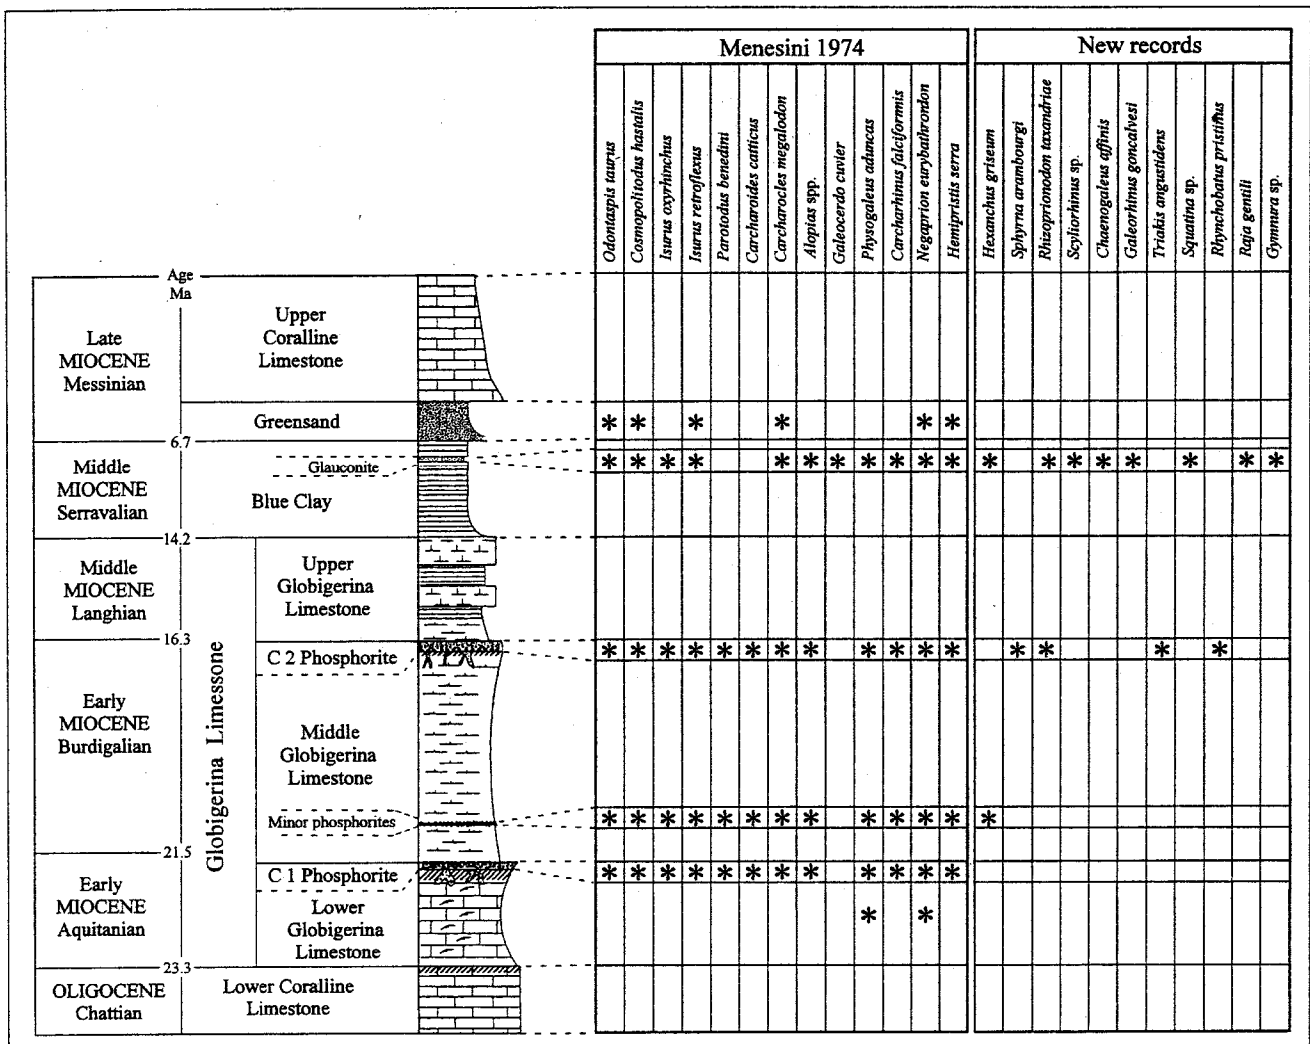 Menesini 1974
New records
Odontaspis taurus
Cosmopolitodus hastalis
Isurus oxyrhinchus
Isurus retroflexus
Parotodus benedini
Carcharoides catticus
Carcharocles megalodon
Alopias spp.
Galeocerdo cuvier
Physogaleus aduncas
Carcharhinus falciformis
Negaprion eurybathrondon
Hemipristis serra
Hexanchus griseum
Sphyrna arambourgi
Rhizoprionodon taxandriae
Scyliorhinus sp.
Chaenogaleus affinis
Galeorhinus goncalvesi
Triakis angustidens
Squatina sp.
Raja gentili
Gymnura sp.
Age
Ma
Late
MIOCENE
Messinian
Upper
Coralline
Limestone
Greensand
* * * * * *
6.7
Middle
MIOCENE
Serravalian
Glauconite
* * * * * * * * * * * * * * * * * * *
Blue Clay
14.2
Middle
MIOCENE
Langhian
Upper
Globigerina
Limestone
16.3
C 2 Phosphorite
* * * * * * * * * * * * * * * *
Early
MIOCENE
Burdigalian
Globigerina Limessone
Middle
Globigerina
Limestone
Minor phosphorites
* * * * * * * * * * * * *
21.5
C 1 Phosphorite
* * * * * * * * * * * *
Early
MIOCENE
Aquitanian
Lower
Globigerina
Limestone
* *
23.3
OLIGOCENE
Chattian
Lower Coralline
Limestone